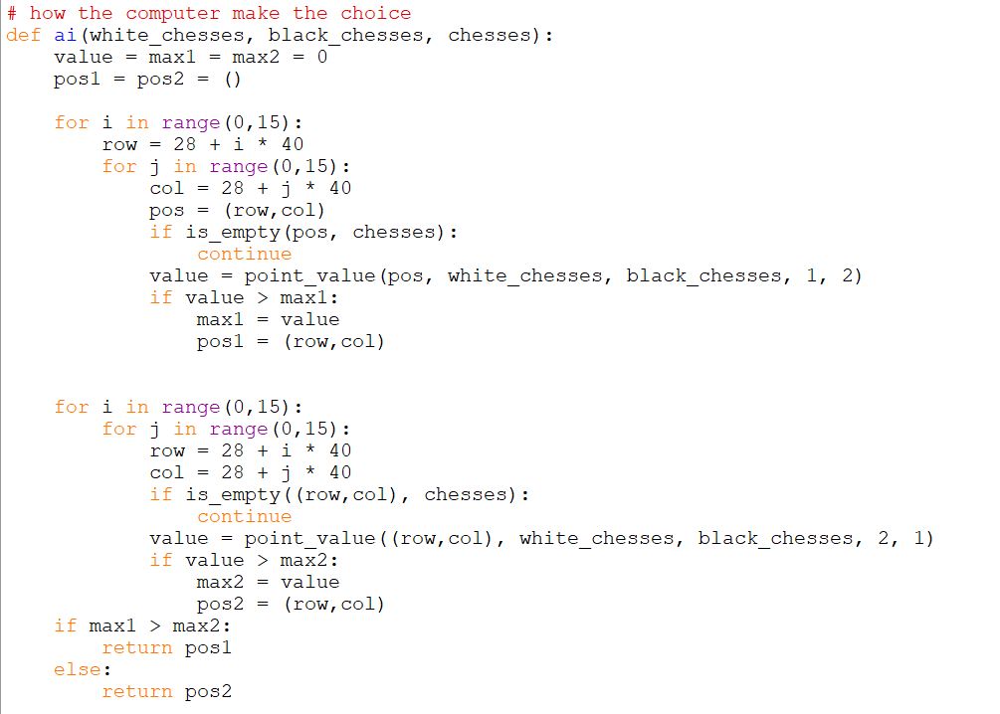 # how the computer make the choice
def ai(white_chesses, black_chesses, chesses):
    value = max1 = max2 = 0
    pos1 = pos2 = ()

    for i in range(0,15):
        row = 28 + i * 40
        for j in range(0,15):
            col = 28 + j * 40
            pos = (row,col)
            if is_empty(pos, chesses):
                continue
            value = point_value(pos, white_chesses, black_chesses, 1, 2)
            if value > max1:
                max1 = value
                pos1 = (row,col)


    for i in range(0,15):
        for j in range(0,15):
            row = 28 + i * 40
            col = 28 + j * 40
            if is_empty((row,col), chesses):
                continue
            value = point_value((row,col), white_chesses, black_chesses, 2, 1)
            if value > max2:
                max2 = value
                pos2 = (row,col)
    if max1 > max2:
        return pos1
    else:
        return pos2